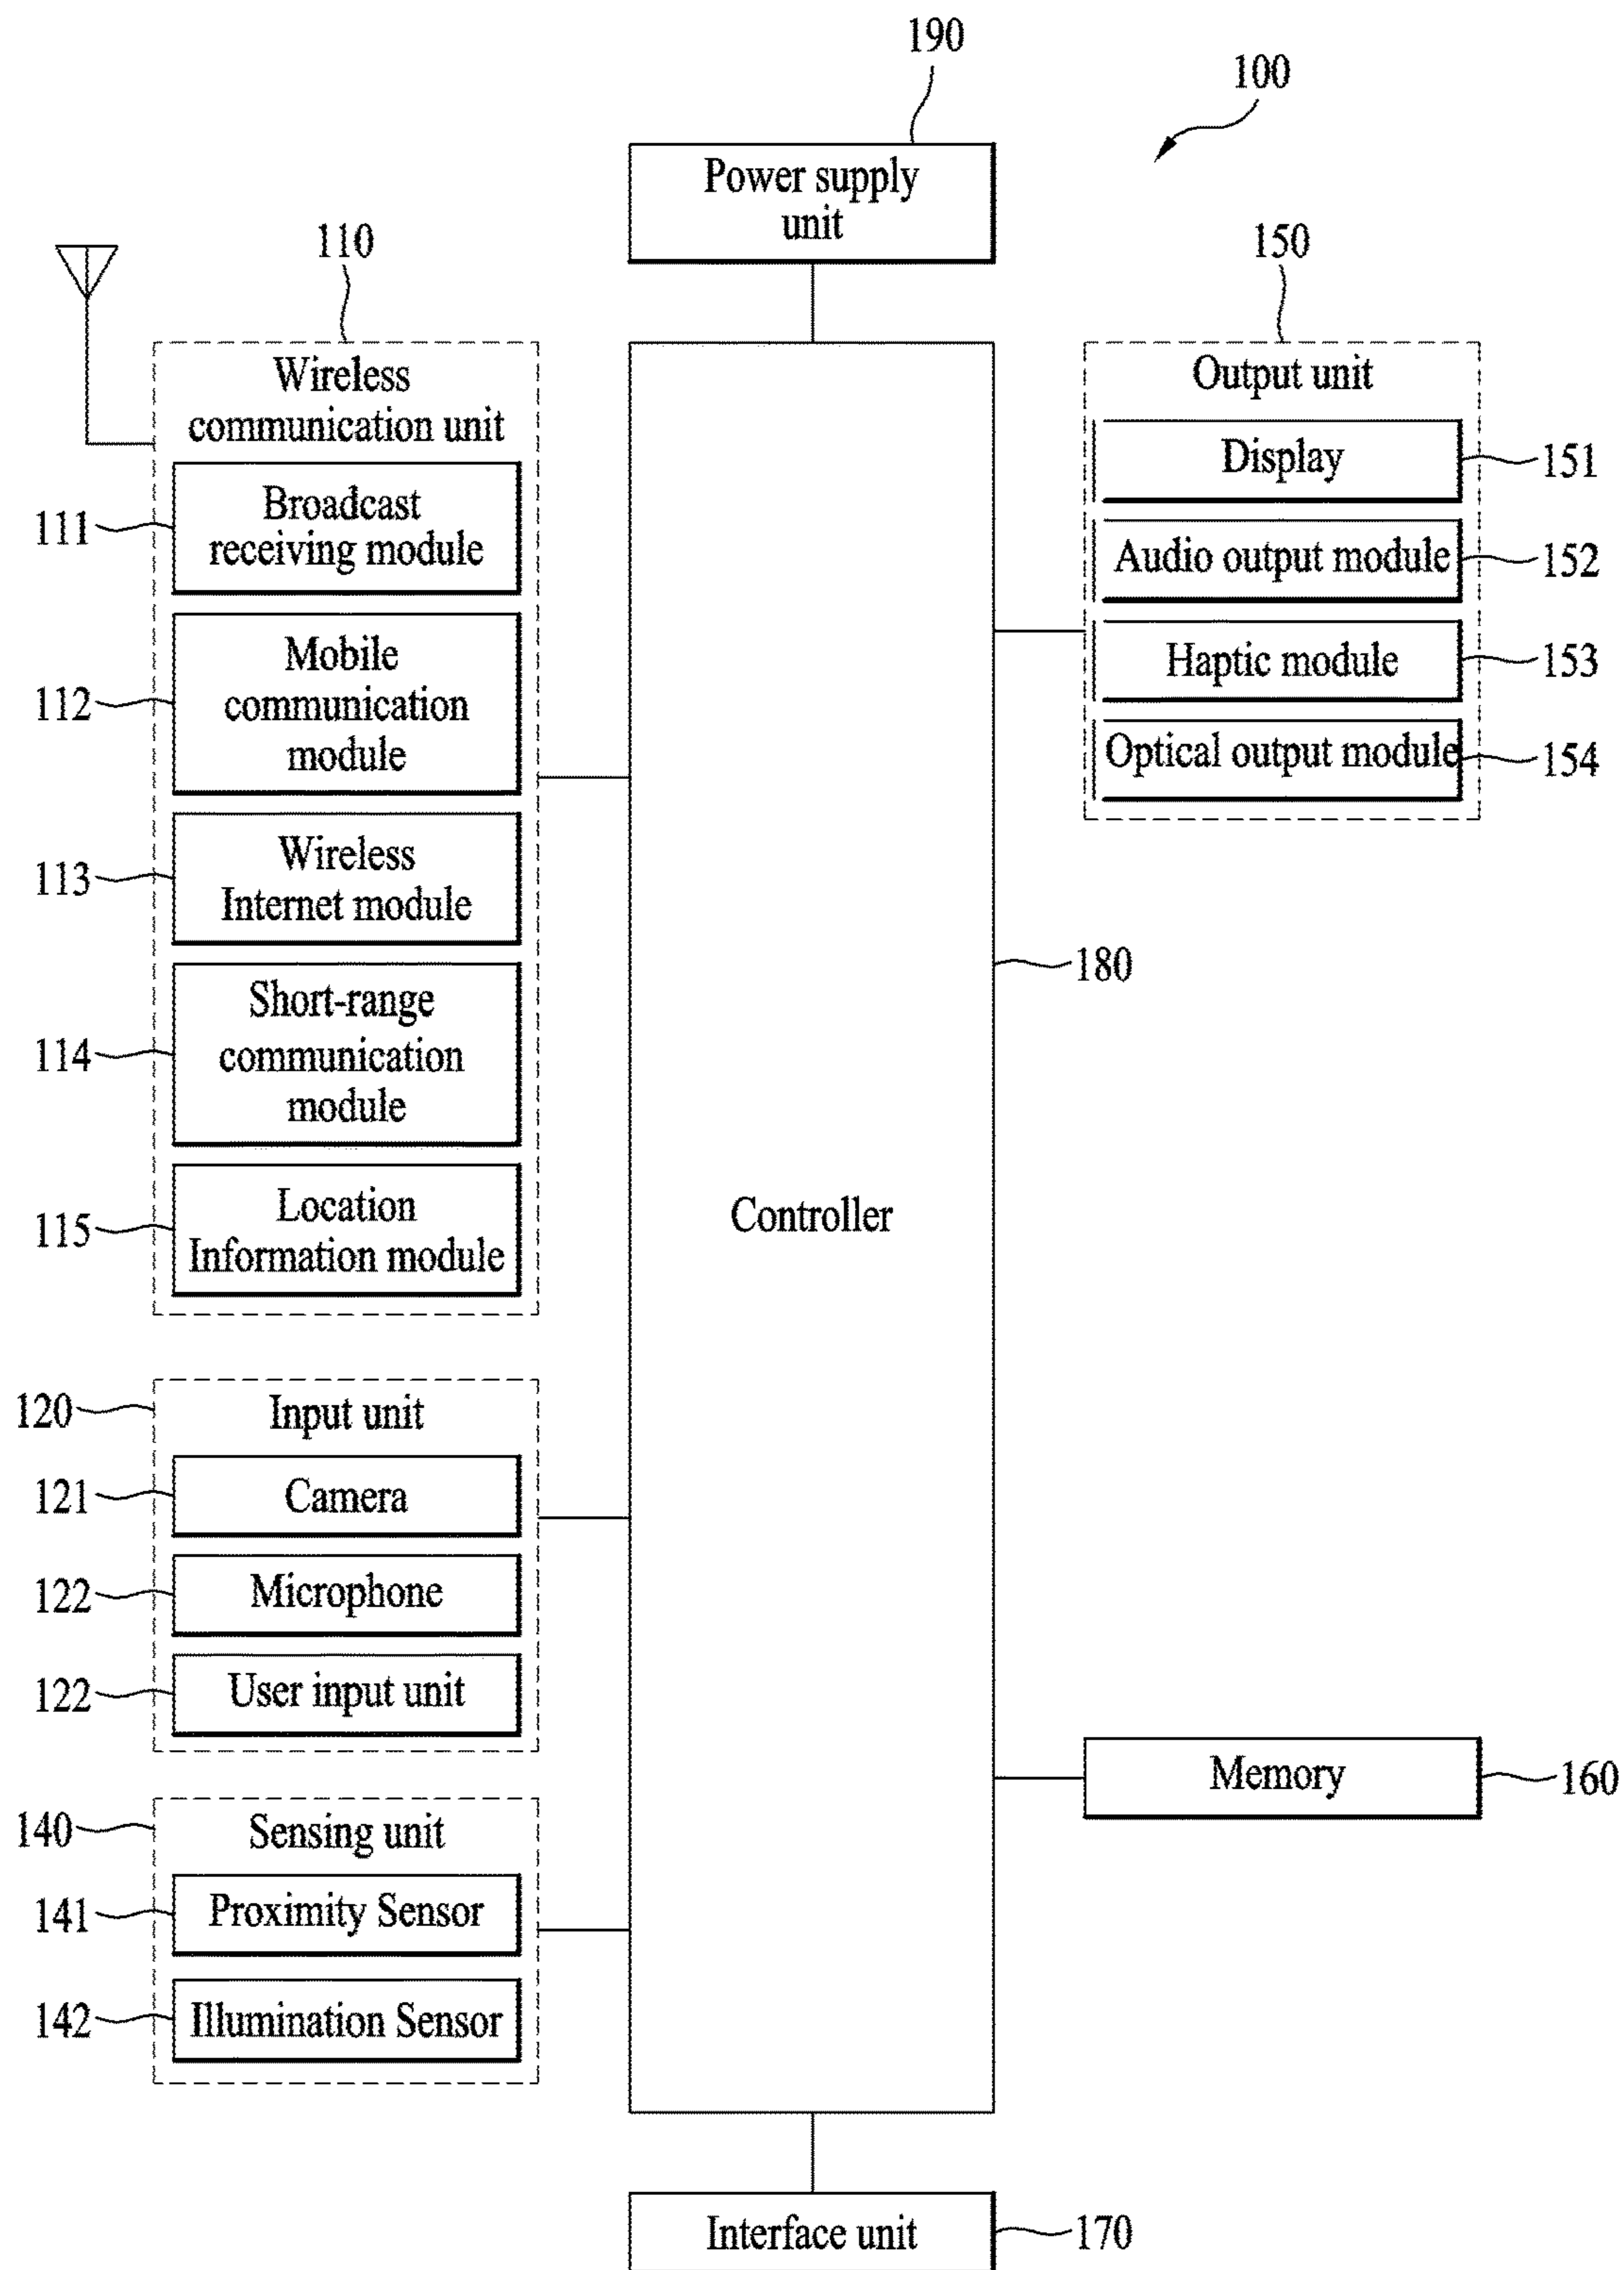 190
100
Power supply
unit
110
150
Wireless
communication unit
111
Broadcast
receiving module
112
Mobile
communication
module
113
Wireless
Internet module
114
Short-range
communication
module
115
Location
Information module
120
Input unit
121
Camera
122
Microphone
122
User input unit
140
Sensing unit
141
Proximity Sensor
142
Illumination Sensor
Controller
180
Output unit
Display
151
Audio output module
152
Haptic module
153
Optical output module
154
Memory
160
Interface unit
170